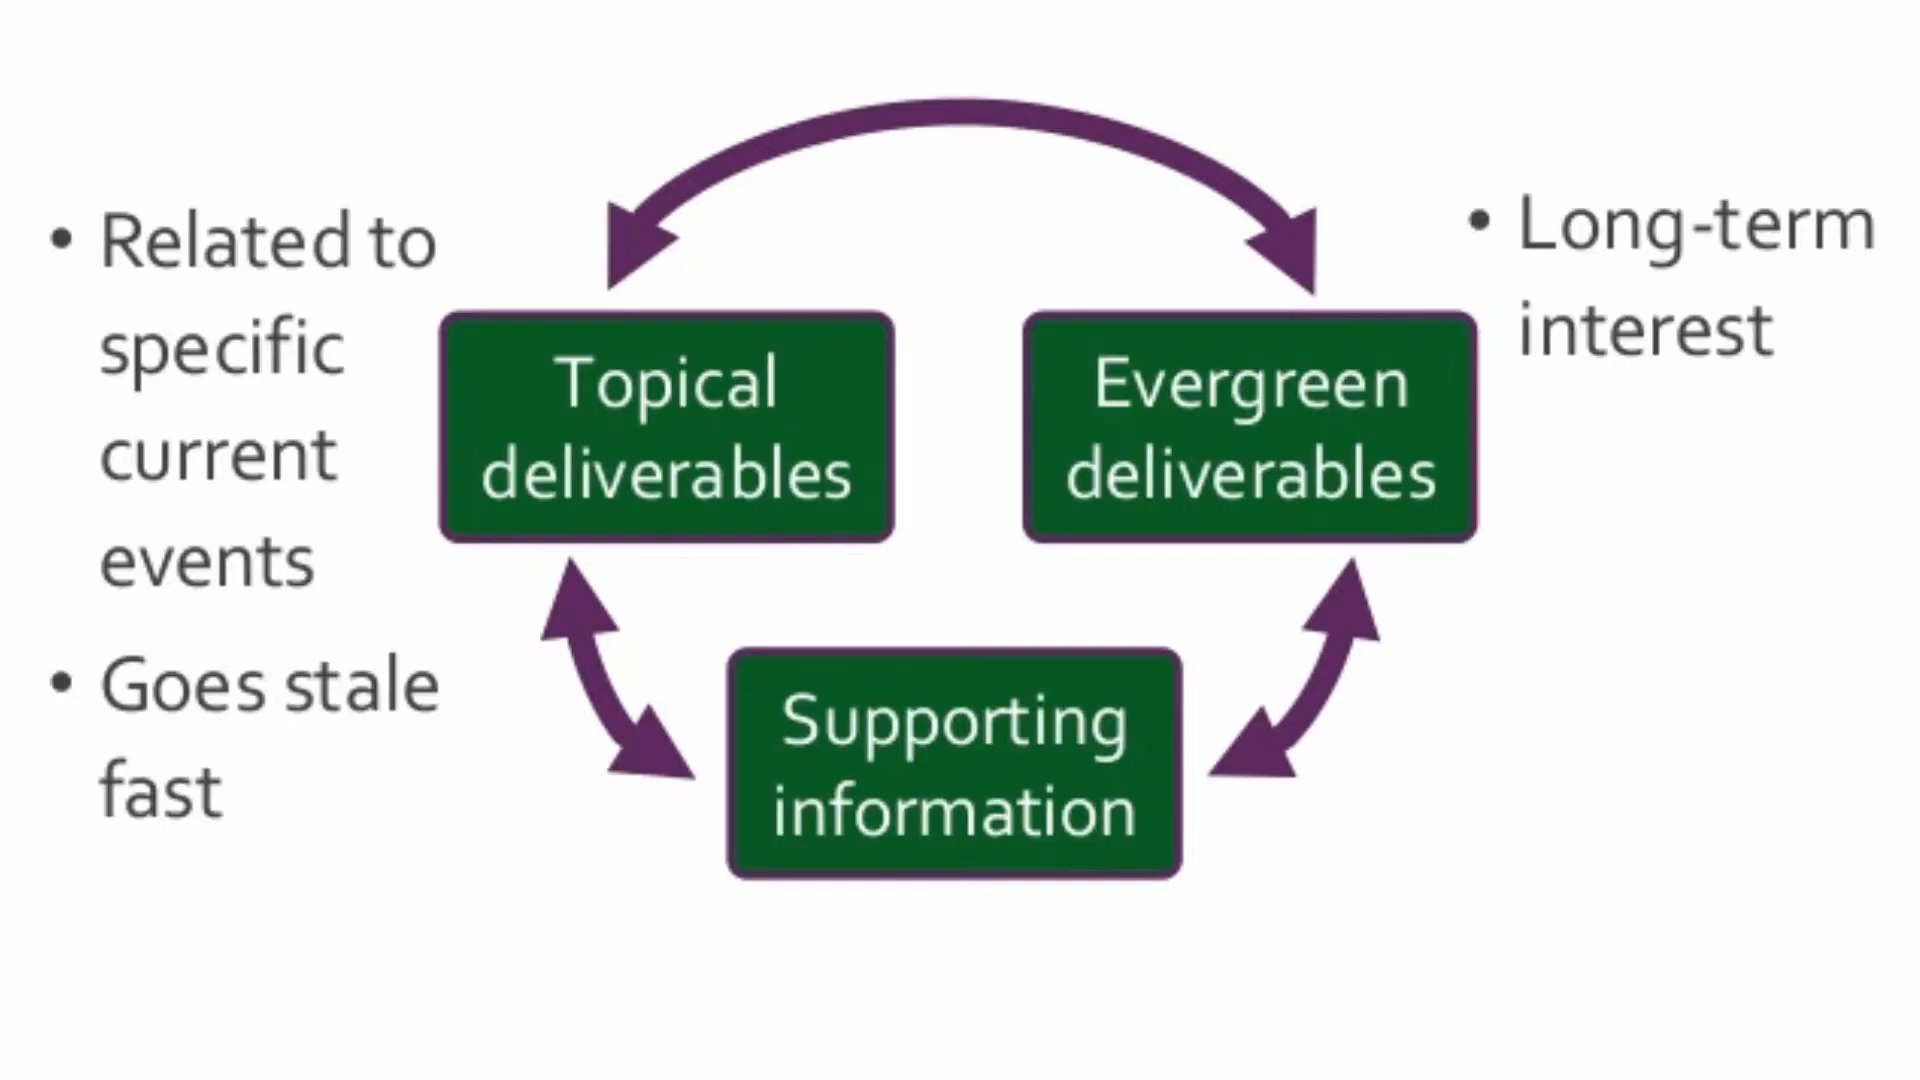 • Related to
specific
current
events
• Goes stale
fast
Topical
deliverables
Evergreen
deliverables
Supporting
information
• Long-term
interest